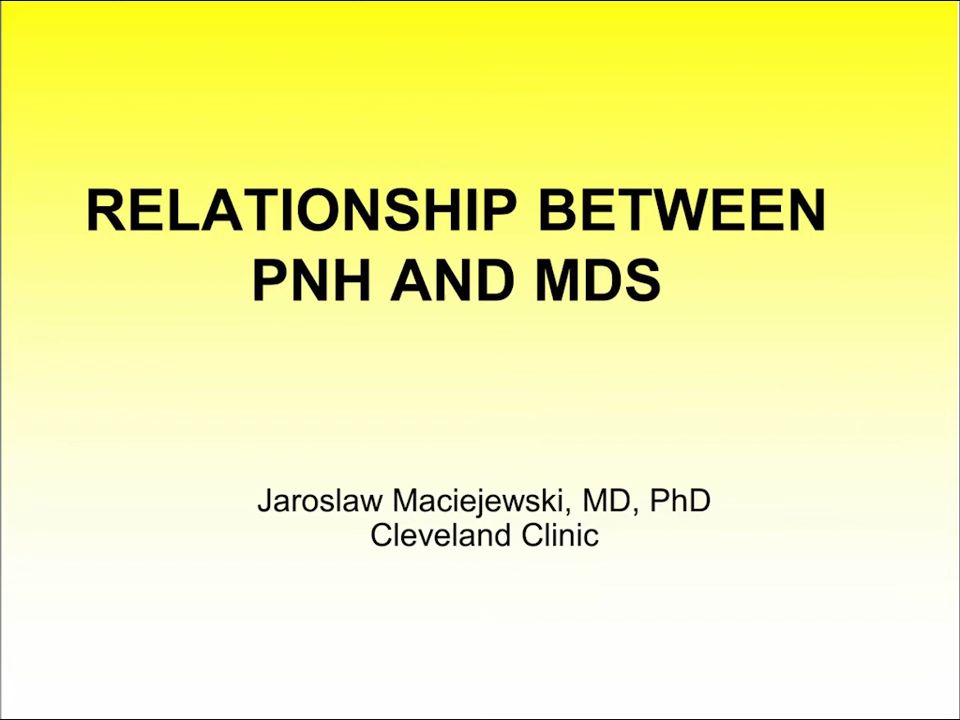 RELATIONSHIP BETWEEN
PNH AND MDS
Jaroslaw Maciejewski, MD, PhD
Cleveland Clinic